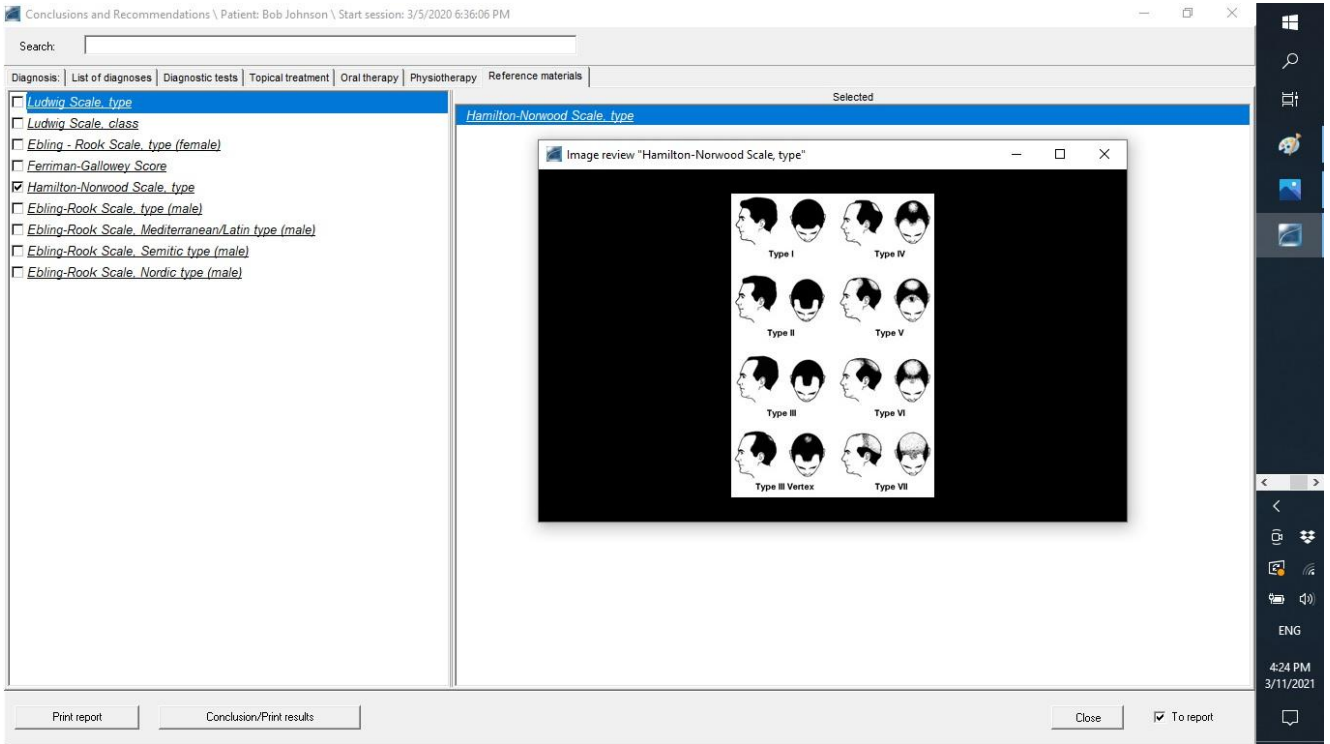 Conclusions and Recommendations \ Patient: Bob Johnson \ Start session: 3/5/2020 6:36:06 PM
Search:
Diagnosis: List of diagnoses Diagnostic tests Topical treatment Oral therapy Physiotherapy Reference materials
Ludwig Scale, type
Ludwig Scale, class
Ebling - Rook Scale, type (female)
Ferriman-Gallowey Score
Hamilton-Norwood Scale, type
Ebling-Rook Scale, type (male)
Ebling-Rook Scale, Mediterranean/Latin type (male)
Ebling-Rook Scale, Semitic type (male)
Ebling-Rook Scale, Nordic type (male)
Selected
Hamilton-Norwood Scale, type
Image review "Hamilton-Norwood Scale, type"
Type I Type IV
Type II Type V
Type III Type VI
Type III Vertex Type VII
Print report Conclusion/Print results Close To report
ENG
4:24 PM
3/11/2021